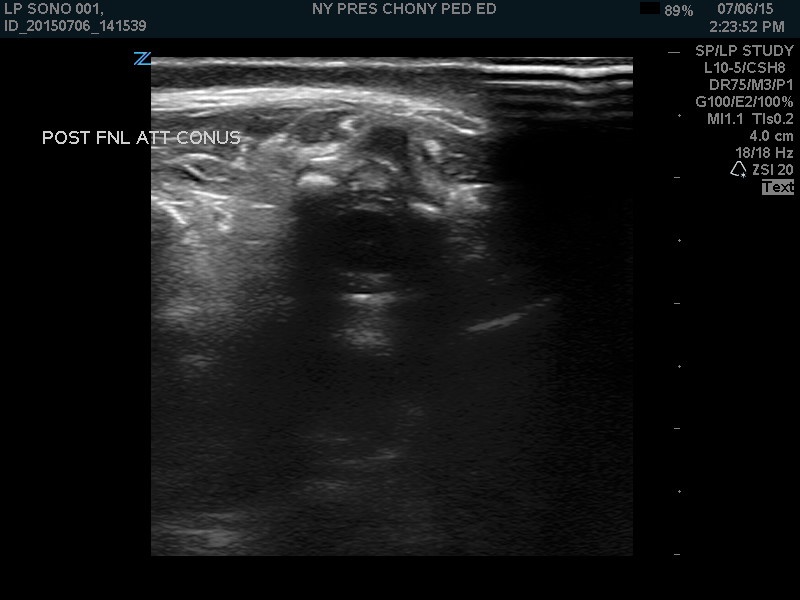 LP SONO 001,
ID_20150706_141539
NY PRES CHONY PED ED
89%
07/06/15
2:23:52 PM
SP/LP STUDY
L10-5/CSH8
DR75/M3/P1
G100/E2/100%
MI1.1 TIs0.2
4.0 cm
18/18 Hz
ZSI 20
Text
POST FNL ATT CONUS